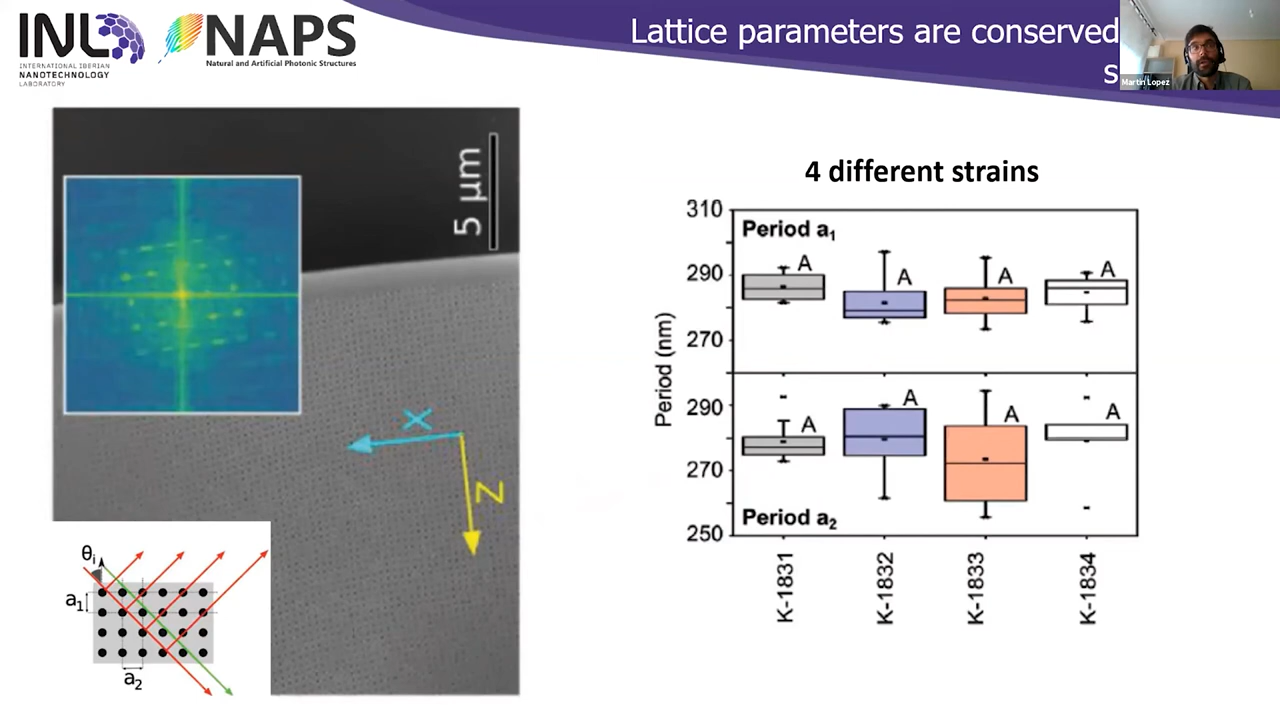 INL
INTERNATIONAL IBERIAN
NANOTECHNOLOGY
LABORATORY
NAPS
Natural and Artificial Photonic Structures
Lattice parameters are conserved
s
Martin Lopez
5 μm
X
Z
θi
a1
a2
4 different strains
Period (nm)
310
290
270
290
270
250
Period a1
A
A
A
A
Period a2
A
A
A
A
K-1831
K-1832
K-1833
K-1834